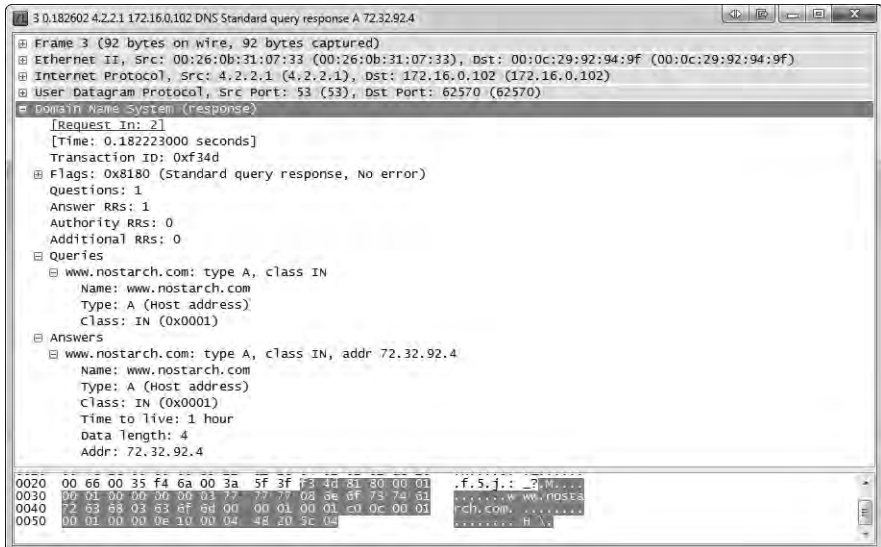 3 0.182602 4.2.2.1 172.16.0.102 DNS Standard query response A 72.32.92.4
Frame 3 (92 bytes on wire, 92 bytes captured)
Ethernet II, Src: 00:26:0b:31:07:33 (00:26:0b:31:07:33), Dst: 00:0c:29:92:94:9f (00:0c:29:92:94:9f)
Internet Protocol, Src: 4.2.2.1 (4.2.2.1), Dst: 172.16.0.102 (172.16.0.102)
User Datagram Protocol, Src Port: 53 (53), Dst Port: 62570 (62570)
Domain Name System (response)
[Request In: 2]
[Time: 0.182223000 seconds]
Transaction ID: 0xf34d
Flags: 0x8180 (Standard query response, No error)
Questions: 1
Answer RRs: 1
Authority RRs: 0
Additional RRs: 0
Queries
www.nostarch.com: type A, class IN
Name: www.nostarch.com
Type: A (Host address)
Class: IN (0x0001)
Answers
www.nostarch.com: type A, class IN, addr 72.32.92.4
Name: www.nostarch.com
Type: A (Host address)
Class: IN (0x0001)
Time to live: 1 hour
Data length: 4
Addr: 72.32.92.4
0020 00 66 00 35 f4 6a 00 3a 5f 3f f3 4d 81 80 00 01 .f.5.j.: _?.M....
0030 00 01 00 00 00 00 03 77 77 77 08 6e 6f 73 74 61 .......w ww.nosta
0040 72 63 68 03 63 6f 6d 00 00 01 00 01 c0 0c 00 01 rch.com. ........
0050 00 01 00 00 0e 10 00 04 48 20 5c 04 ........ H \.